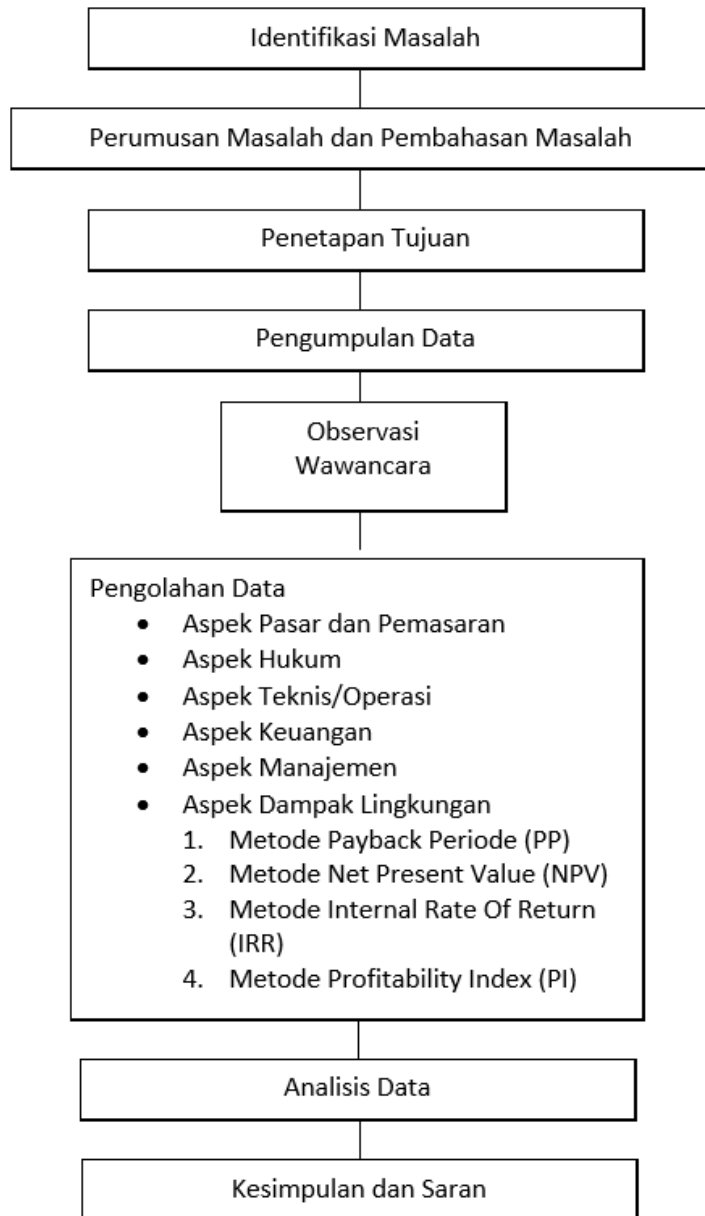 Identifikasi Masalah
Perumusan Masalah dan Pembahasan Masalah
Penetapan Tujuan
Pengumpulan Data
Observasi
Wawancara
Pengolahan Data
• Aspek Pasar dan Pemasaran
• Aspek Hukum
• Aspek Teknis/Operasi
• Aspek Keuangan
• Aspek Manajemen
• Aspek Dampak Lingkungan
1. Metode Payback Periode (PP)
2. Metode Net Present Value (NPV)
3. Metode Internal Rate Of Return
(IRR)
4. Metode Profitability Index (PI)
Analisis Data
Kesimpulan dan Saran